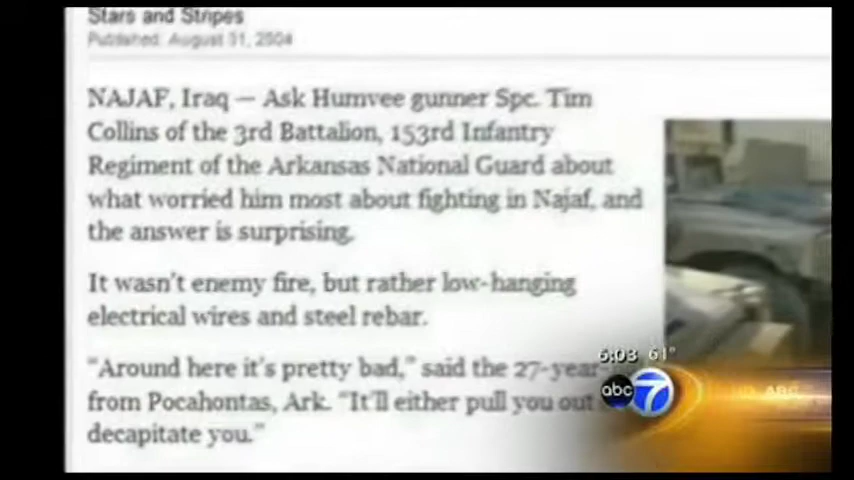 Stars and Stripes
Published: August 31, 2004
NAJAF, Iraq — Ask Humvee gunner Spc. Tim
Collins of the 3rd Battalion, 153rd Infantry
Regiment of the Arkansas National Guard about
what worried him most about fighting in Najaf, and
the answer is surprising.
It wasn't enemy fire, but rather low-hanging
electrical wires and steel rebar.
"Around here it's pretty bad," said the 27-year-
from Pocahontas, Ark. "It'll either pull you out
decapitate you."
6:03 61°
abc 7